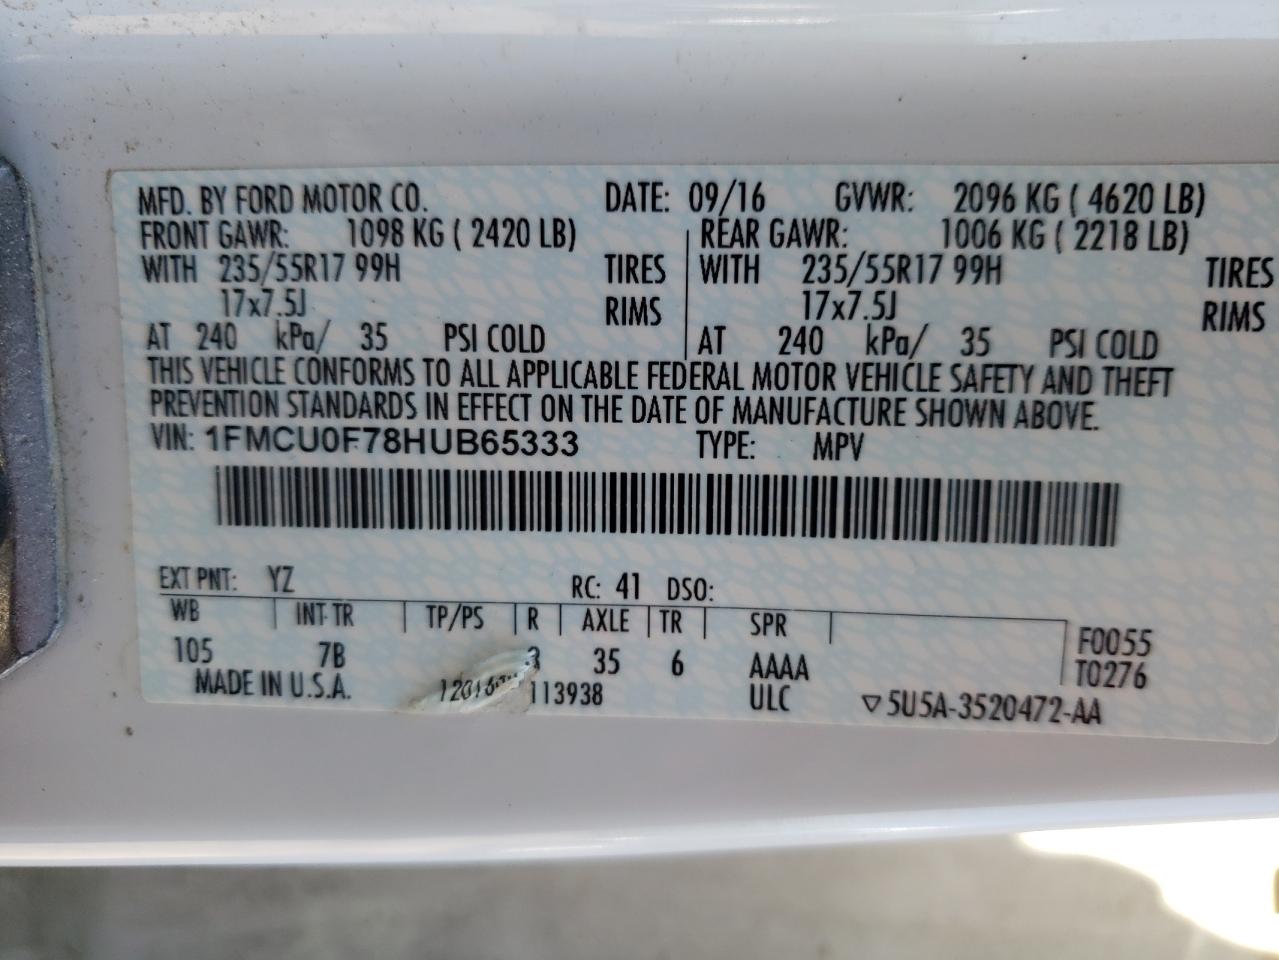 MFD. BY FORD MOTOR CO. DATE: 09/16 GVWR: 2096 KG ( 4620 LB)
FRONT GAWR: 1098 KG ( 2420 LB) REAR GAWR: 1006 KG ( 2218 LB)
WITH 235/55R17 99H TIRES WITH 235/55R17 99H TIRES
17x7.5J RIMS 17x7.5J RIMS
AT 240 kPa/ 35 PSI COLD AT 240 kPa/ 35 PSI COLD
THIS VEHICLE CONFORMS TO ALL APPLICABLE FEDERAL MOTOR VEHICLE SAFETY AND THEFT
PREVENTION STANDARDS IN EFFECT ON THE DATE OF MANUFACTURE SHOWN ABOVE.
VIN: 1FMCU0F78HUB65333 TYPE: MPV
EXT PNT: YZ RC: 41 DSO:
WB INT TR TP/PS R AXLE TR SPR F0055
105 7B 35 6 AAAA T0276
MADE IN U.S.A. 113938 ULC ▽5U5A-3520472-AA